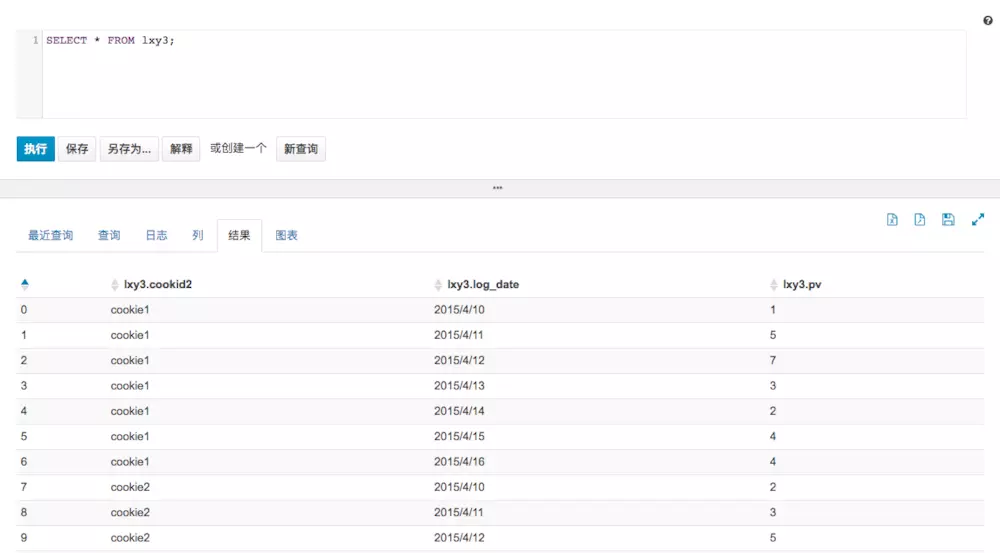 1 SELECT * FROM lxy3;
执行 保存 另存为... 解释 或创建一个 新查询
最近查询 查询 日志 列 结果 图表
lxy3.cookid2 lxy3.log_date lxy3.pv
0 cookie1 2015/4/10 1
1 cookie1 2015/4/11 5
2 cookie1 2015/4/12 7
3 cookie1 2015/4/13 3
4 cookie1 2015/4/14 2
5 cookie1 2015/4/15 4
6 cookie1 2015/4/16 4
7 cookie2 2015/4/10 2
8 cookie2 2015/4/11 3
9 cookie2 2015/4/12 5